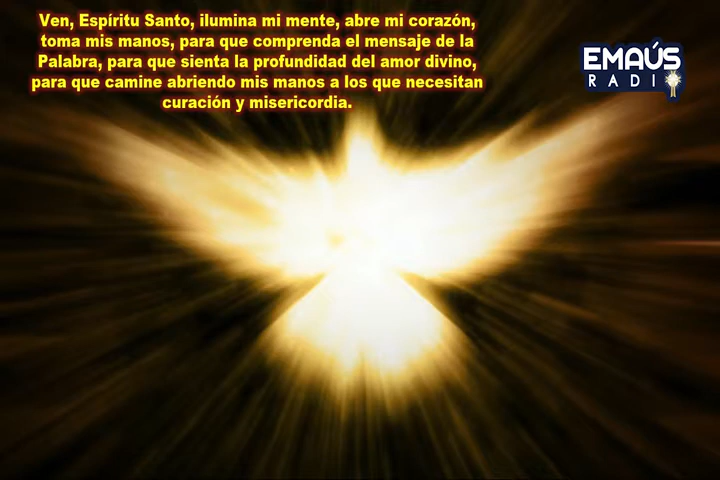 Ven, Espíritu Santo, ilumina mi mente, abre mi corazón,
toma mis manos, para que comprenda el mensaje de la
Palabra, para que sienta la profundidad del amor divino,
para que camine abriendo mis manos a los que necesitan
curación y misericordia.
EMAÚS
RADIO